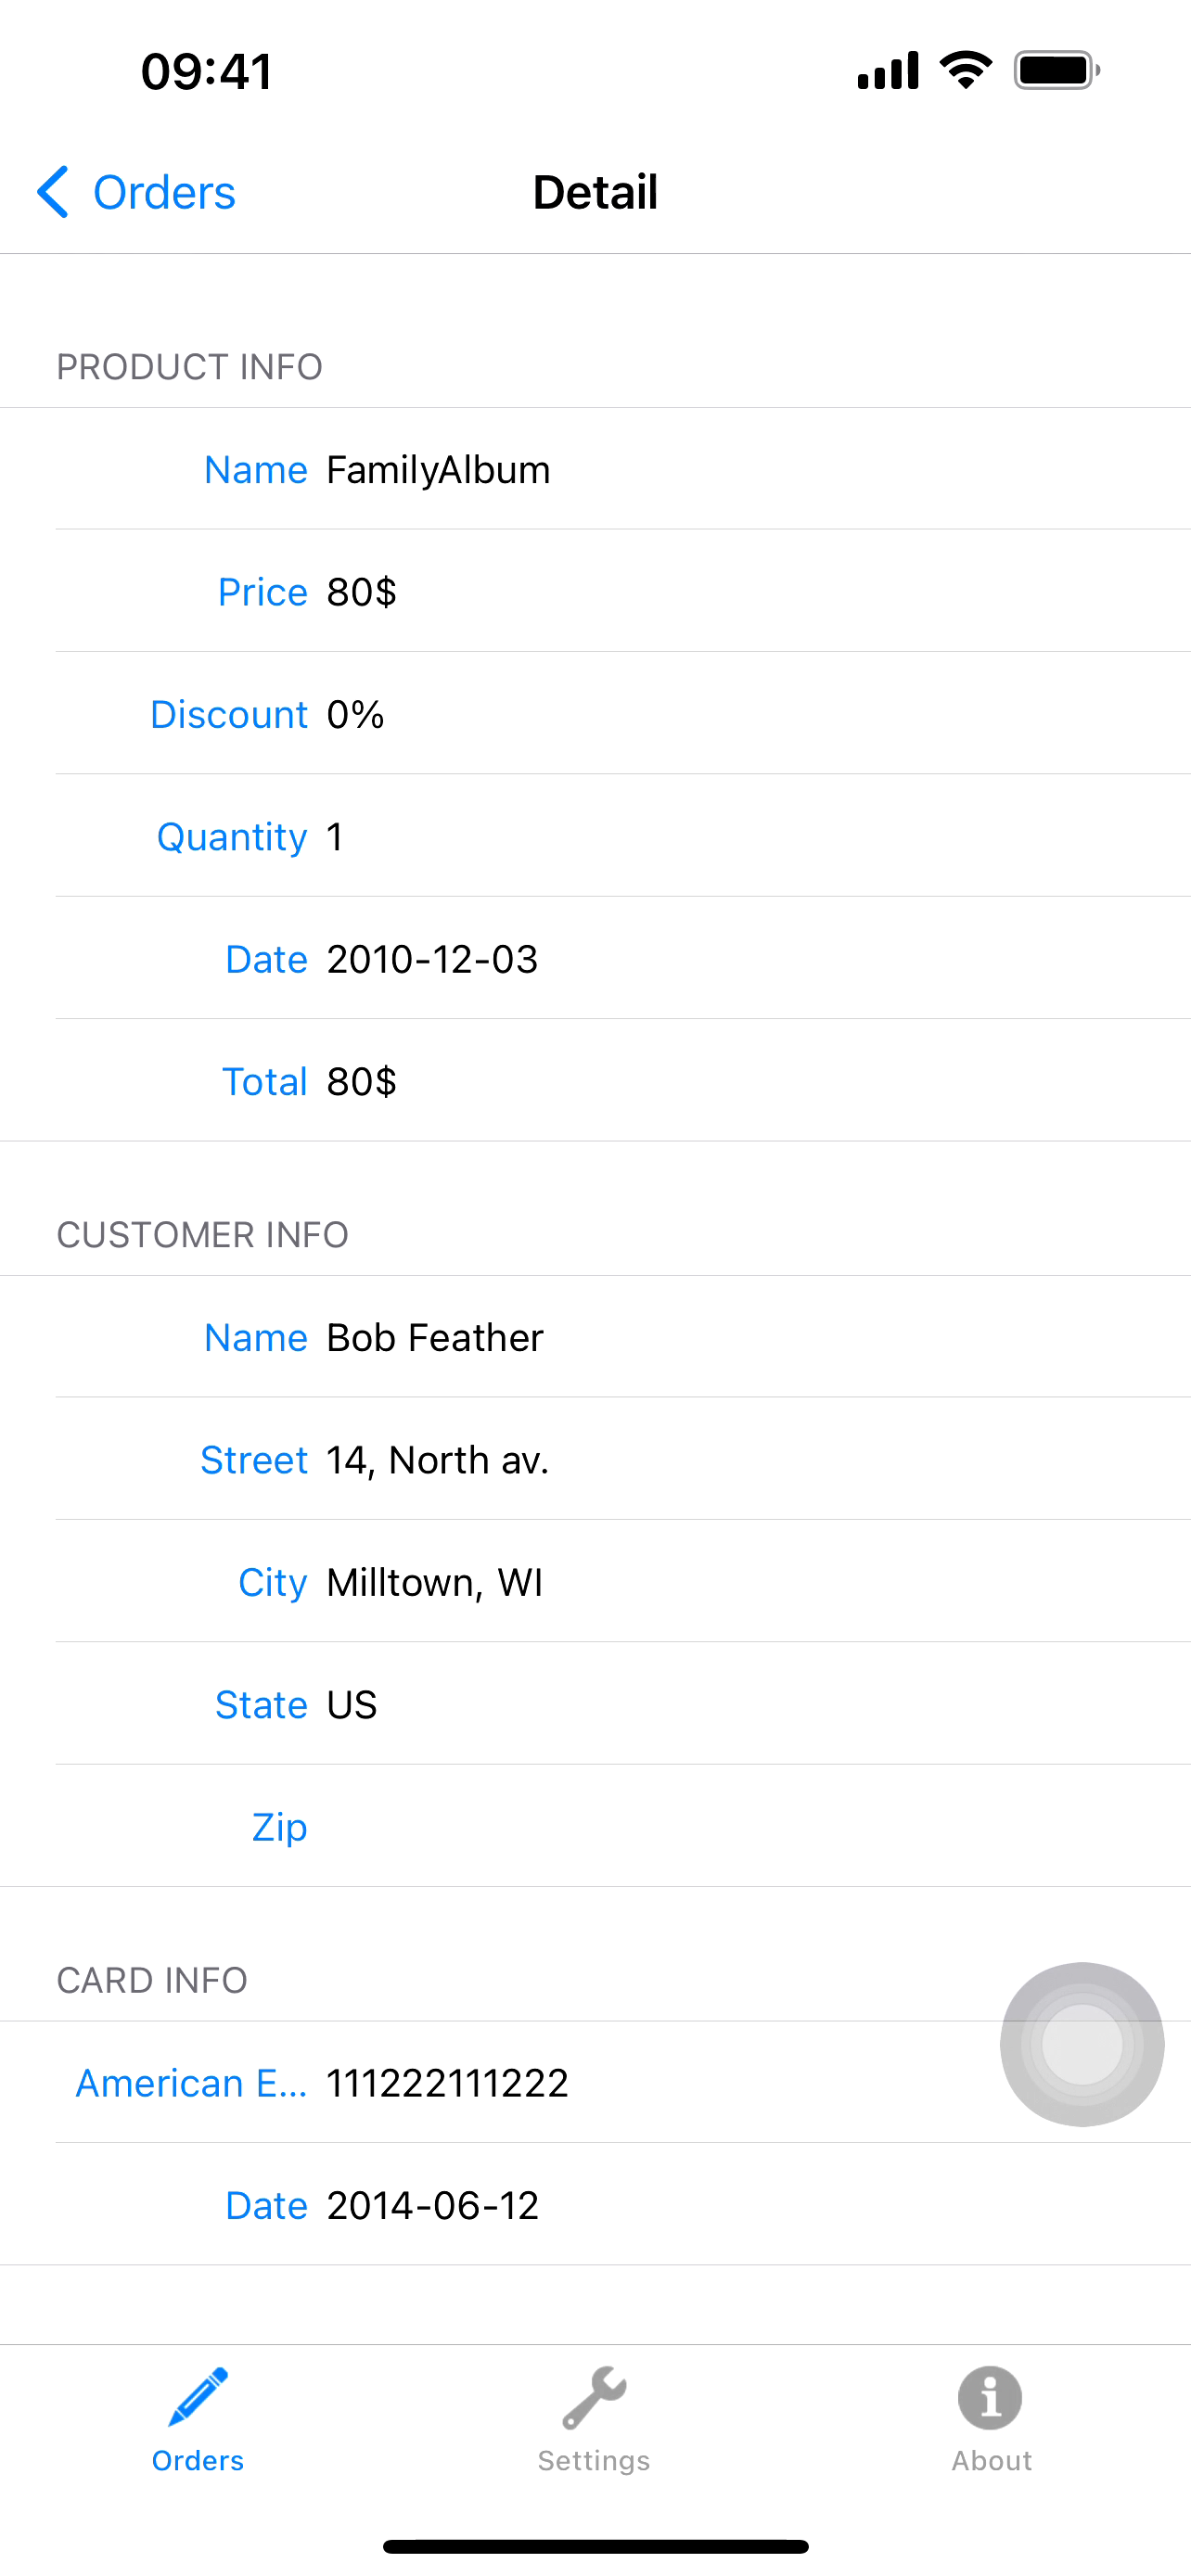 09:41
Orders
Detail
PRODUCT INFO
Name FamilyAlbum
Price 80$
Discount 0%
Quantity 1
Date 2010-12-03
Total 80$
CUSTOMER INFO
Name Bob Feather
Street 14, North av.
City Milltown, WI
State US
Zip
CARD INFO
American E... 111222111222
Date 2014-06-12
Orders
Settings
About